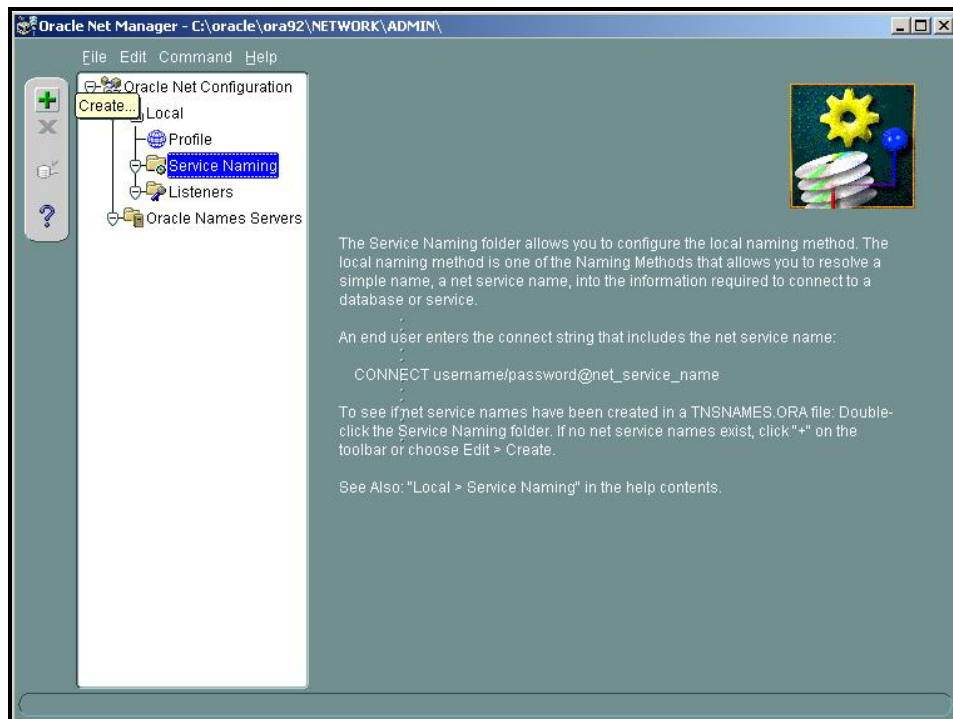 Oracle Net Manager - C:\oracle\ora92\NETWORK\ADMIN\
File Edit Command Help
Oracle Net Configuration
Create...
Local
Profile
Service Naming
Listeners
Oracle Names Servers
?
The Service Naming folder allows you to configure the local naming method. The
local naming method is one of the Naming Methods that allows you to resolve a
simple name, a net service name, into the information required to connect to a
database or service.
An end user enters the connect string that includes the net service name:
CONNECT username/password@net_service_name
To see if net service names have been created in a TNSNAMES.ORA file: Double-
click the Service Naming folder. If no net service names exist, click "+" on the
toolbar or choose Edit > Create.
See Also: "Local > Service Naming" in the help contents.